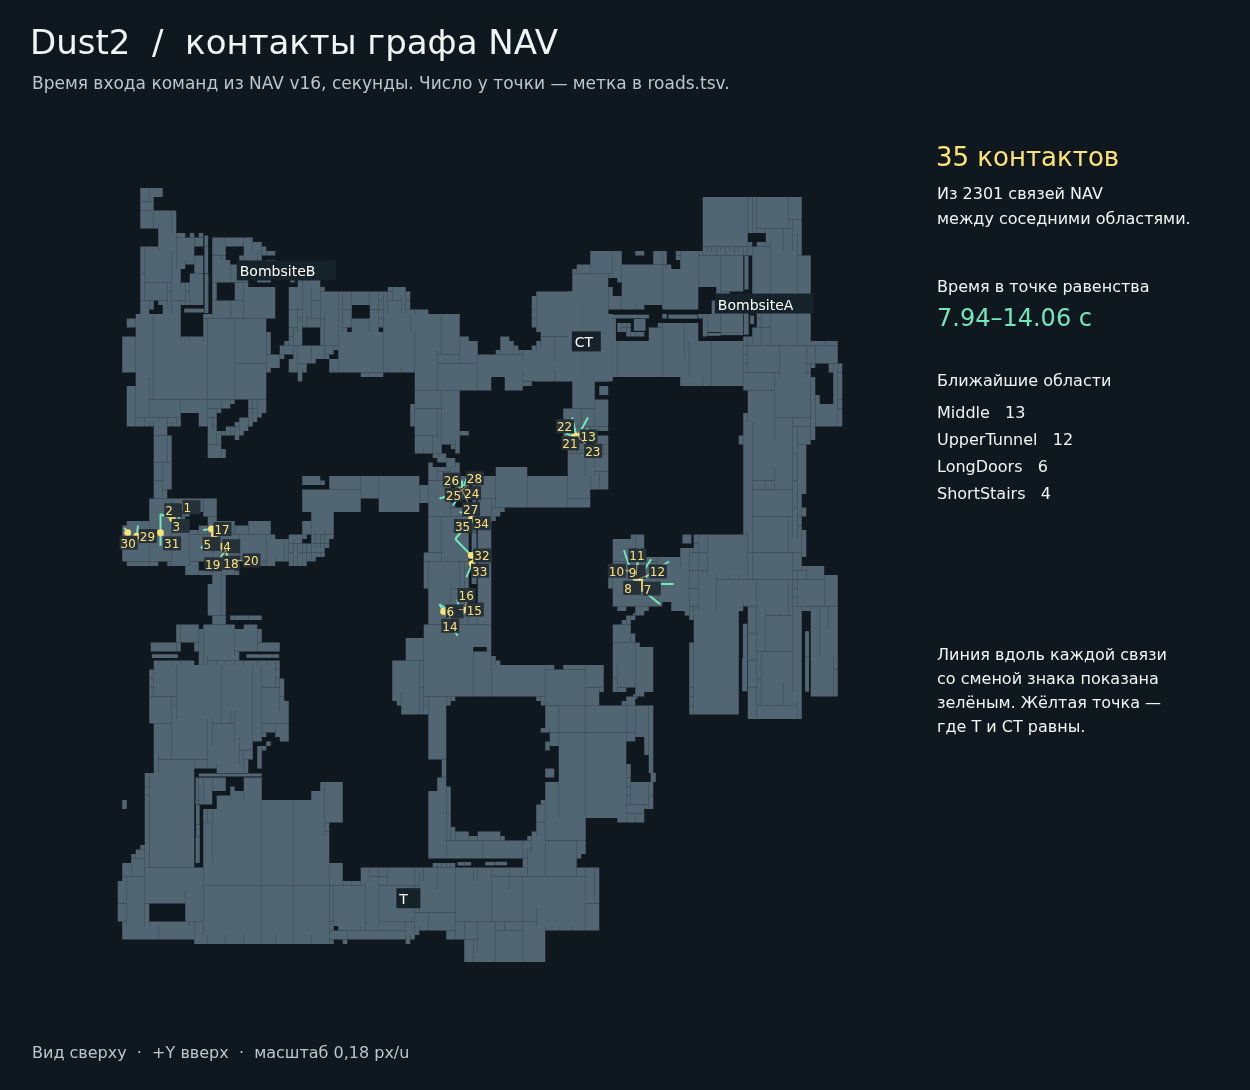 Dust2 / контакты графа NAV
Время входа команд из NAV v16, секунды. Число у точки — метка в roads.tsv.
35 контактов
Из 2301 связей NAV
между соседними областями.
Время в точке равенства
7.94–14.06 с
Ближайшие области
Middle 13
UpperTunnel 12
LongDoors 6
ShortStairs 4
Линия вдоль каждой связи
со сменой знака показана
зелёным. Жёлтая точка —
где T и CT равны.
BombsiteB
BombsiteA
CT
22
13
21
23
26
28
25
24
27
35
34
2
1
3
17
29
30
31
5
4
19
18
20
32
33
11
10
9
12
8
7
16
6
15
14
T
Вид сверху · +Y вверх · масштаб 0,18 px/u